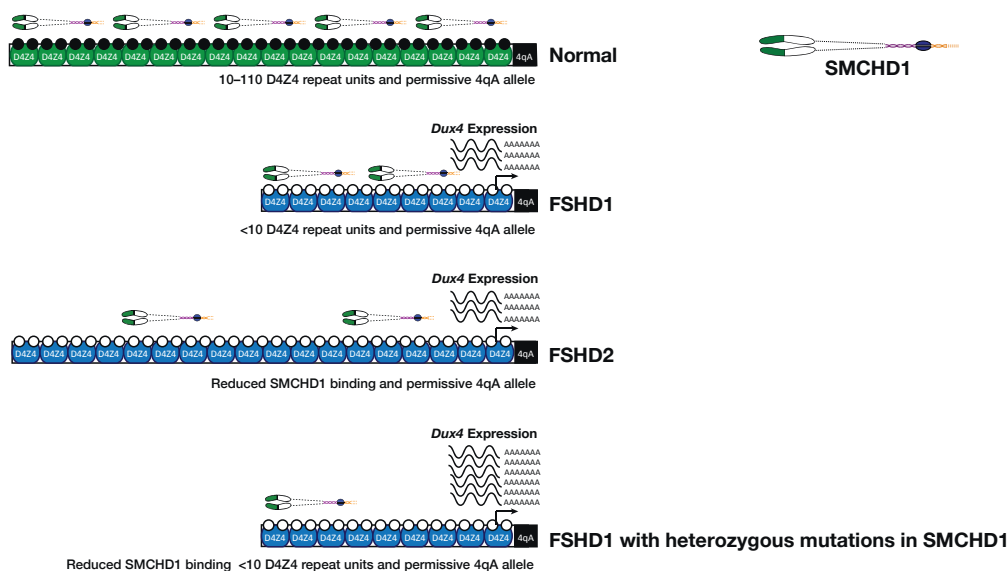 D4Z4 D4Z4 D4Z4 D4Z4 D4Z4 D4Z4 D4Z4 D4Z4 D4Z4 D4Z4 D4Z4 D4Z4 D4Z4 D4Z4 D4Z4 D4Z4 D4Z4 D4Z4 4qA Normal
10–110 D4Z4 repeat units and permissive 4qA allele
SMCHD1
Dux4 Expression
AAAAAAA
AAAAAAA
AAAAAAA
D4Z4 D4Z4 D4Z4 D4Z4 D4Z4 D4Z4 D4Z4 D4Z4 D4Z4 4qA FSHD1
<10 D4Z4 repeat units and permissive 4qA allele
Dux4 Expression
AAAAAAA
AAAAAAA
AAAAAAA
D4Z4 D4Z4 D4Z4 D4Z4 D4Z4 D4Z4 D4Z4 D4Z4 D4Z4 D4Z4 D4Z4 D4Z4 D4Z4 D4Z4 D4Z4 D4Z4 D4Z4 D4Z4 4qA FSHD2
Reduced SMCHD1 binding and permissive 4qA allele
Dux4 Expression
AAAAAAA
AAAAAAA
AAAAAAA
AAAAAAA
AAAAAAA
AAAAAAA
D4Z4 D4Z4 D4Z4 D4Z4 D4Z4 D4Z4 D4Z4 D4Z4 D4Z4 4qA FSHD1 with heterozygous mutations in SMCHD1
Reduced SMCHD1 binding <10 D4Z4 repeat units and permissive 4qA allele